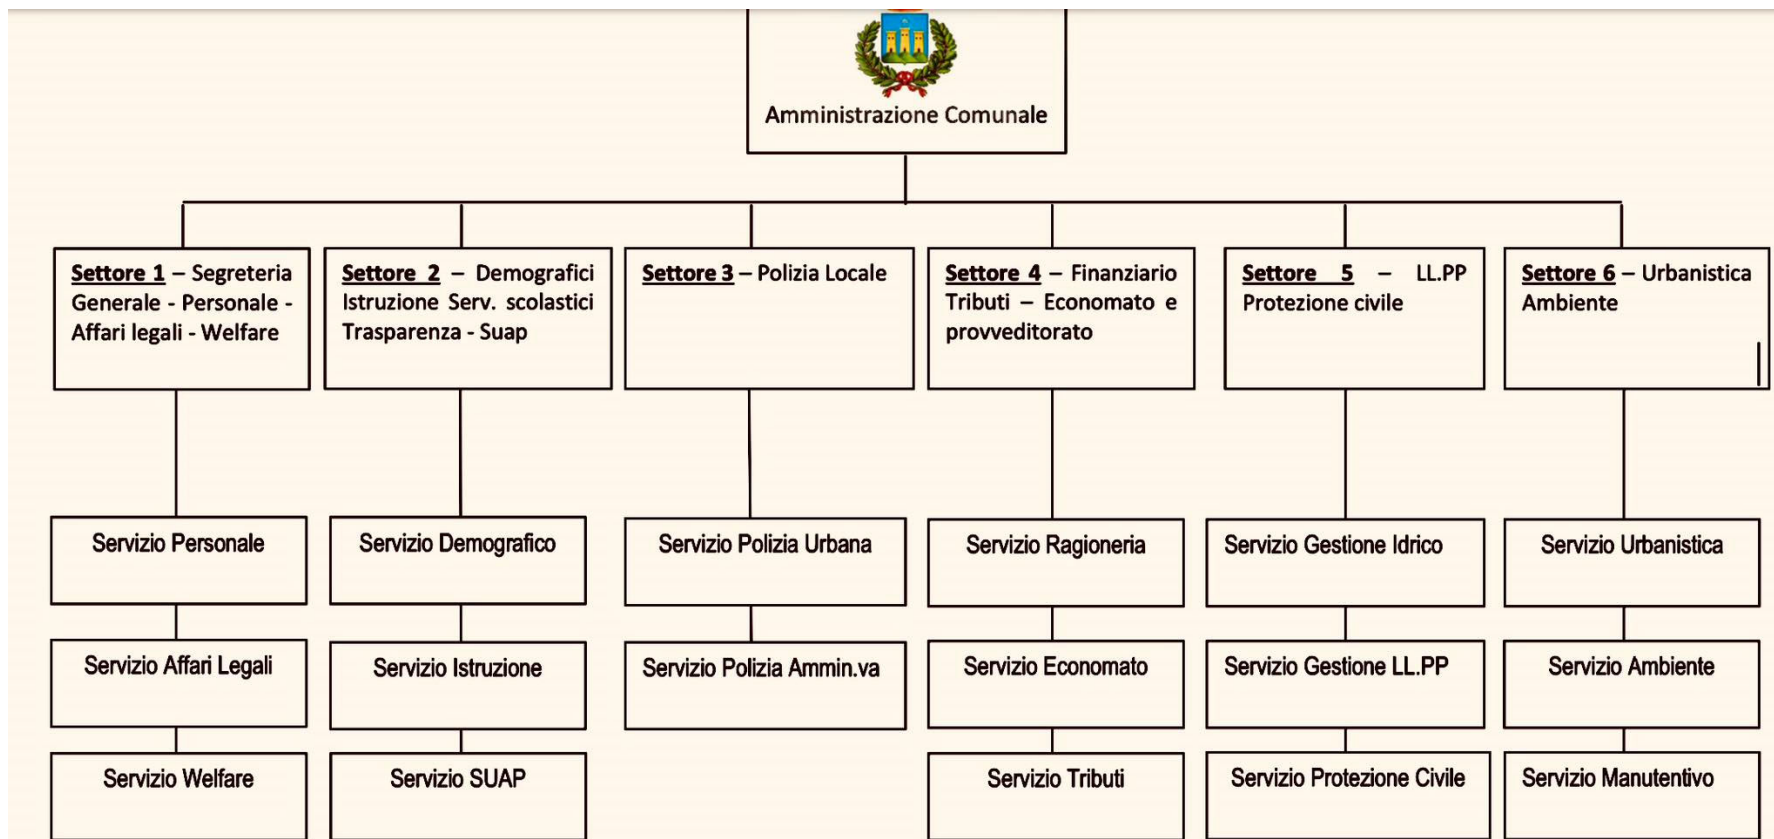 Amministrazione Comunale
Settore 1 – Segreteria
Generale - Personale -
Affari legali - Welfare
Settore 2 – Demografici
Istruzione Serv. scolastici
Trasparenza - Suap
Settore 3 – Polizia Locale
Settore 4 – Finanziario
Tributi – Economato e
provveditorato
Settore 5 – LL.PP
Protezione civile
Settore 6 – Urbanistica
Ambiente
Servizio Personale
Servizio Demografico
Servizio Polizia Urbana
Servizio Ragioneria
Servizio Gestione Idrico
Servizio Urbanistica
Servizio Affari Legali
Servizio Istruzione
Servizio Polizia Ammin.va
Servizio Economato
Servizio Gestione LL.PP
Servizio Ambiente
Servizio Welfare
Servizio SUAP
Servizio Tributi
Servizio Protezione Civile
Servizio Manutentivo